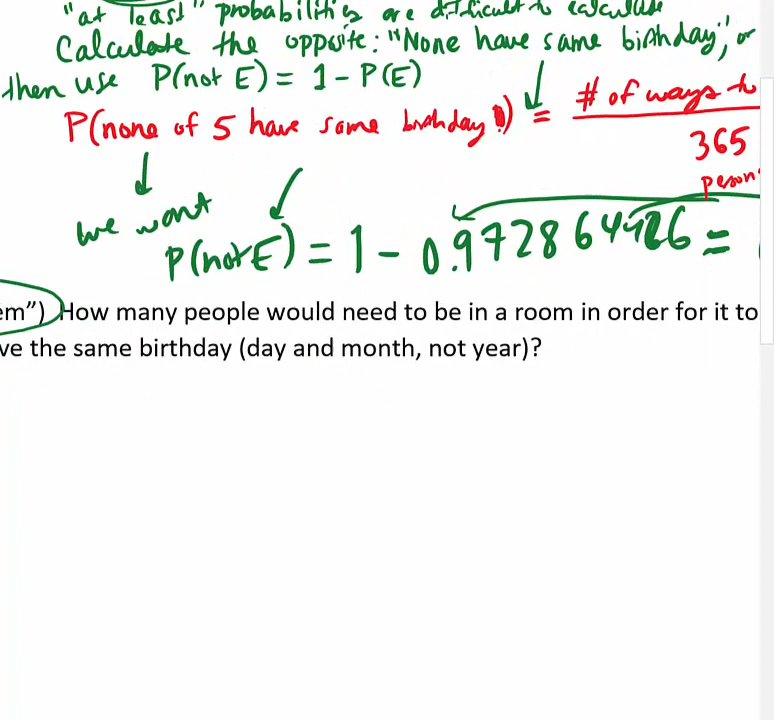 "at least" probabilities are difficult to calculate
Calculate the opposite: "None have same birthday", or
then use P(not E) = 1 - P(E)
P(none of 5 have same birthday) = # of ways to
365
person
we want
P(not E) = 1 - 0.9728644426 =
em") How many people would need to be in a room in order for it to
ve the same birthday (day and month, not year)?